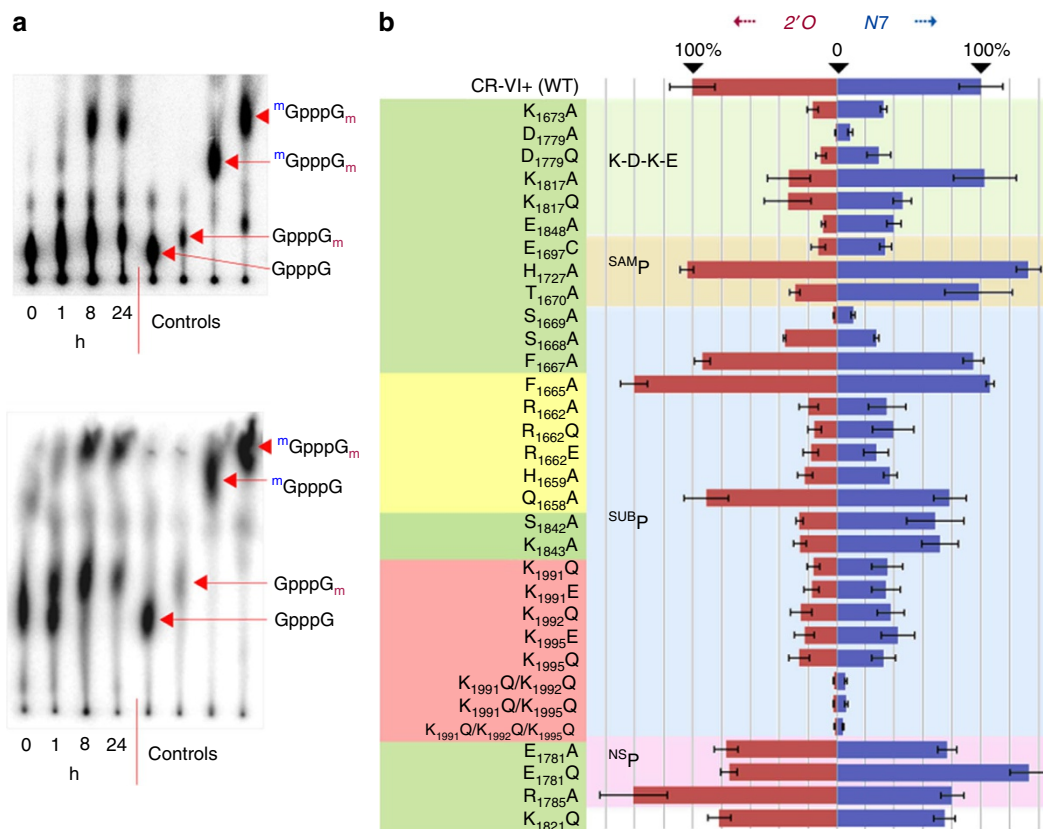 a
ᵐGpppGₘ
ᵐGpppGₘ
GpppGₘ
GpppG
0 1 8 24 Controls
h
ᵐGpppGₘ
ᵐGpppG
GpppGₘ
GpppG
0 1 8 24 Controls
h
b
2′O N7
100% 0 100%
CR-VI+ (WT)
K₁₆₇₃A
D₁₇₇₉A
D₁₇₇₉Q
K₁₈₁₇A
K₁₈₁₇Q
E₁₈₄₈A
E₁₆₉₇C
H₁₇₂₇A
T₁₆₇₀A
S₁₆₆₉A
S₁₆₆₈A
F₁₆₆₇A
F₁₆₆₅A
R₁₆₆₂A
R₁₆₆₂Q
R₁₆₆₂E
H₁₆₅₉A
Q₁₆₅₈A
S₁₈₄₂A
K₁₈₄₃A
K₁₉₉₁Q
K₁₉₉₁E
K₁₉₉₂Q
K₁₉₉₅E
K₁₉₉₅Q
K₁₉₉₁Q/K₁₉₉₂Q
K₁₉₉₁Q/K₁₉₉₅Q
K₁₉₉₁Q/K₁₉₉₂Q/K₁₉₉₅Q
E₁₇₈₁A
E₁₇₈₁Q
R₁₇₈₅A
K₁₈₂₁Q
K-D-K-E
SAMP
SUBP
NSP